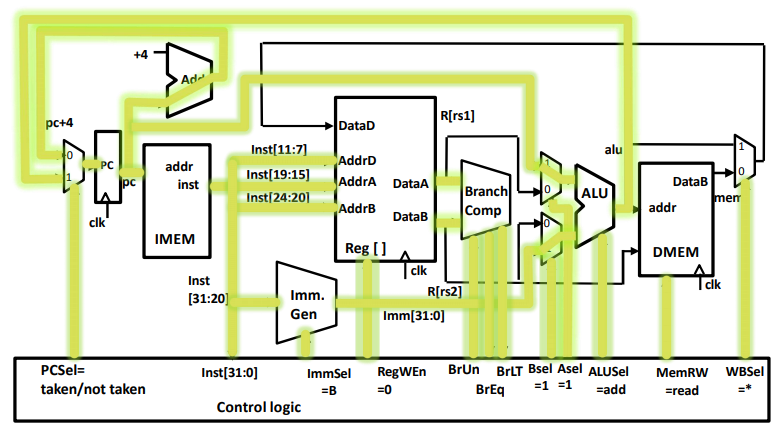 +4
Add
pc+4
0
1
PC
pc
clk
addr
inst
IMEM
Inst[11:7]
Inst[19:15]
Inst[24:20]
DataD
AddrD
AddrA
AddrB
DataA
DataB
Reg [ ]
clk
R[rs1]
R[rs2]
Branch
Comp
1
0
0
1
ALU
alu
addr
DataB
DMEM
clk
1
0
mem
Inst
[31:20]
Imm.
Gen
Imm[31:0]
PCSel=
taken/not taken
Inst[31:0]
ImmSel
=B
RegWEn
=0
BrUn
BrEq
BrLT
Bsel
=1
Asel
=1
ALUSel
=add
MemRW
=read
WBSel
=*
Control logic